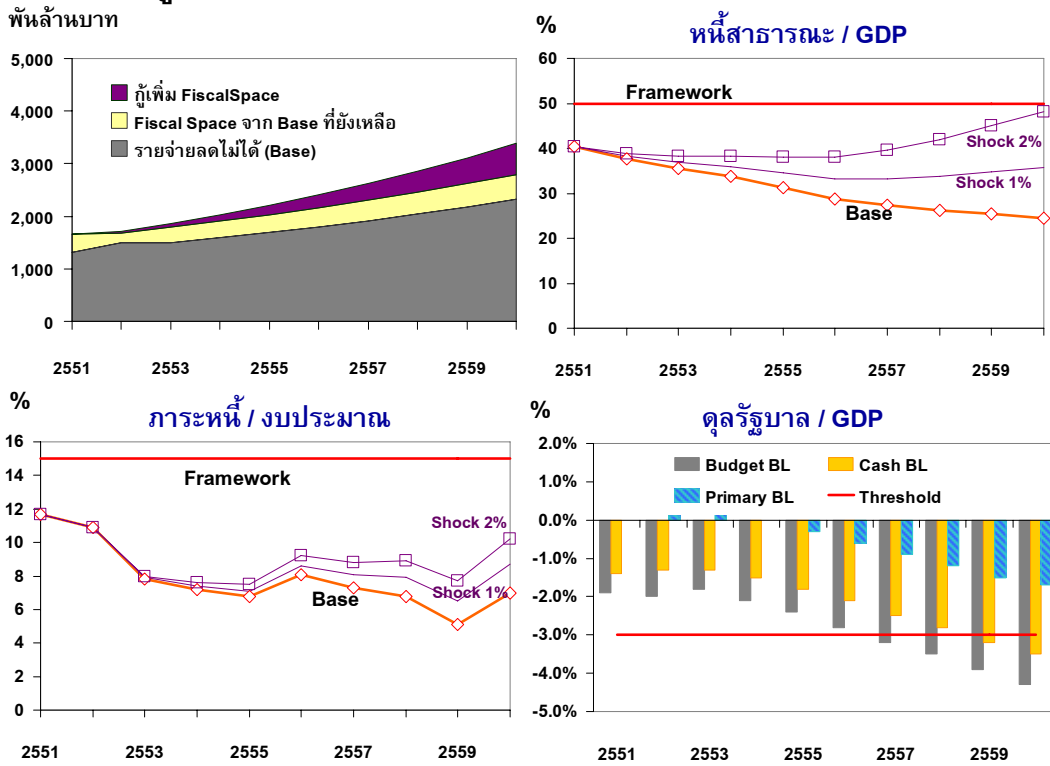 พันล้านบาท
5,000
4,000
3,000
2,000
1,000
0
กู้เพิ่ม FiscalSpace
Fiscal Space จาก Base ที่ยังเหลือ
รายจ่ายลดไม่ได้ (Base)
2551 2553 2555 2557 2559
%
หนี้สาธารณะ / GDP
60
50
40
30
20
10
0
Framework
Shock 2%
Shock 1%
Base
2551 2553 2555 2557 2559
%
ภาระหนี้ / งบประมาณ
16
14
12
10
8
6
4
2
0
Framework
Shock 2%
Shock 1%
Base
2551 2553 2555 2557 2559
%
ดุลรัฐบาล / GDP
2.0%
1.0%
0.0%
-1.0%
-2.0%
-3.0%
-4.0%
-5.0%
Budget BL Cash BL
Primary BL Threshold
2551 2553 2555 2557 2559